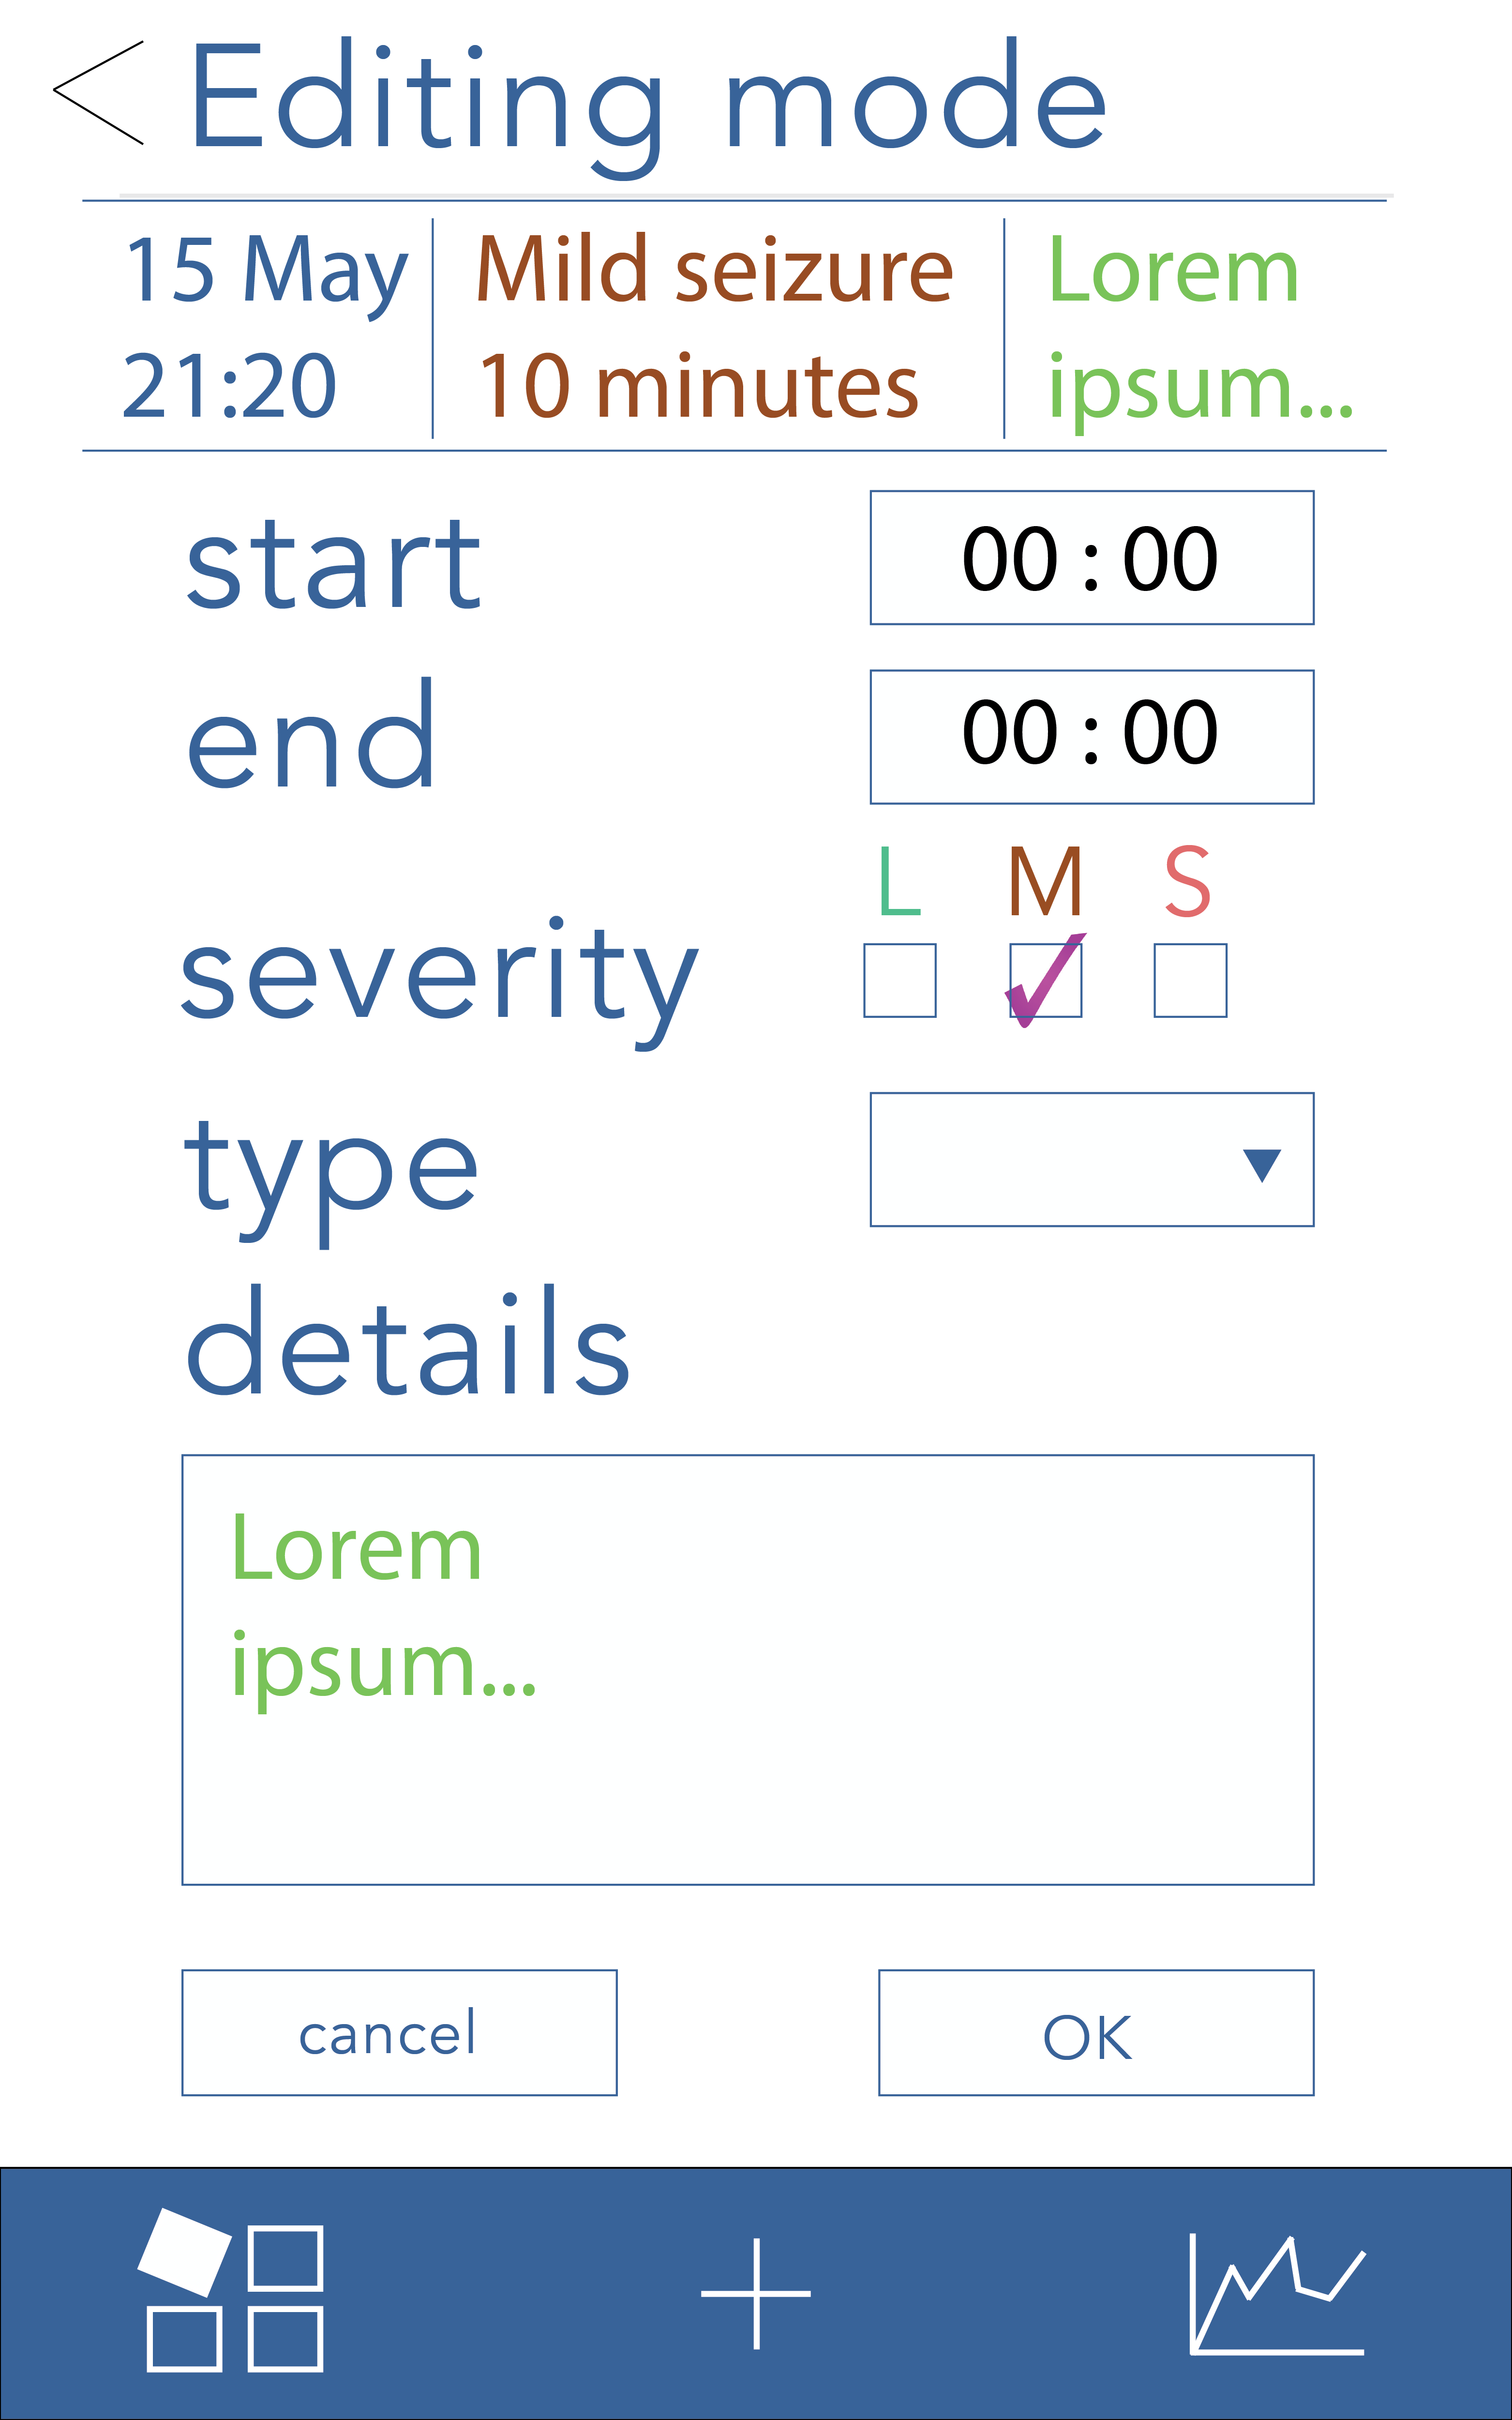 Editing mode
15 May Mild seizure Lorem
21:20 10 minutes ipsum...
start 00 : 00
end 00 : 00
L M S
severity
type
details
Lorem
ipsum...
cancel OK